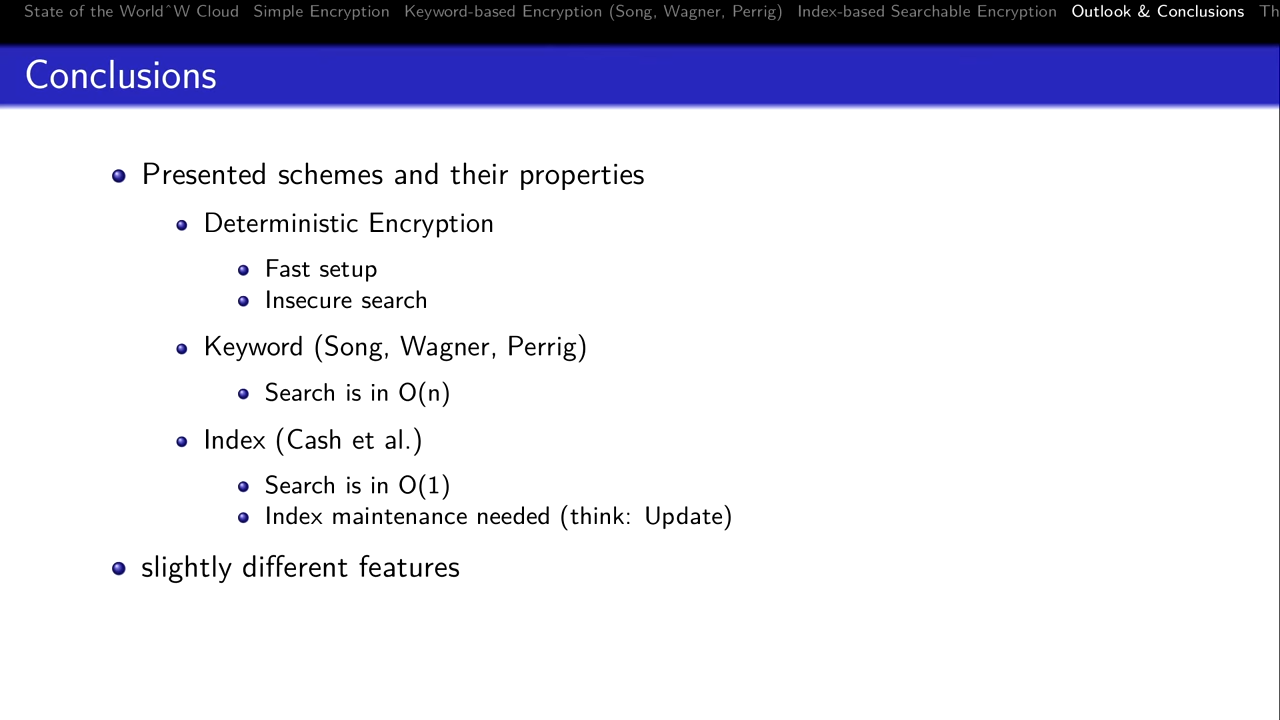 State of the World^W Cloud Simple Encryption Keyword-based Encryption (Song, Wagner, Perrig) Index-based Searchable Encryption Outlook & Conclusions Th
Conclusions
Presented schemes and their properties
Deterministic Encryption
Fast setup
Insecure search
Keyword (Song, Wagner, Perrig)
Search is in O(n)
Index (Cash et al.)
Search is in O(1)
Index maintenance needed (think: Update)
slightly different features